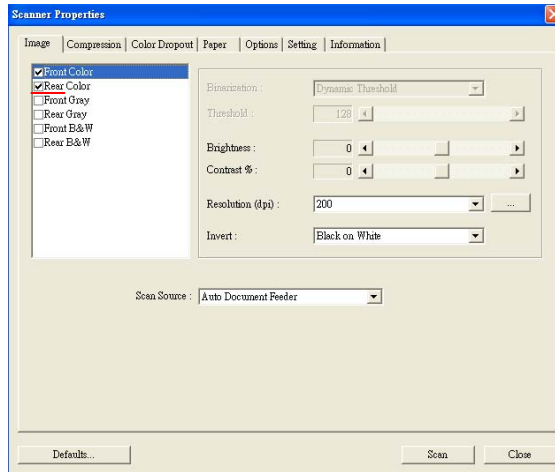 Scanner Properties
Image Compression Color Dropout Paper Options Setting Information
Front Color
Rear Color
Front Gray
Rear Gray
Front B&W
Rear B&W
Binarization : Dynamic Threshold
Threshold : 128
Brightness : 0
Contrast % : 0
Resolution (dpi) : 200 ...
Invert : Black on White
Scan Source : Auto Document Feeder
Defaults... Scan Close